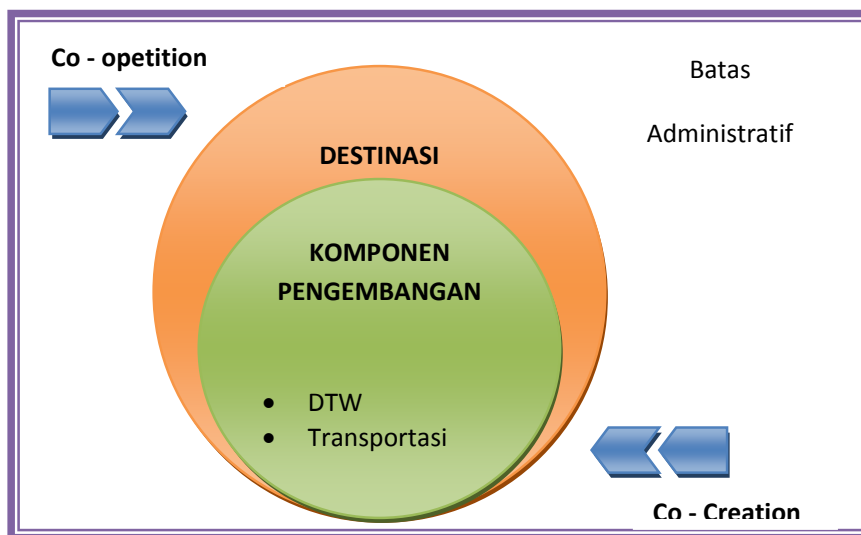 Co - opetition
Batas
Administratif
DESTINASI
KOMPONEN
PENGEMBANGAN
• DTW
• Transportasi
Co - Creation